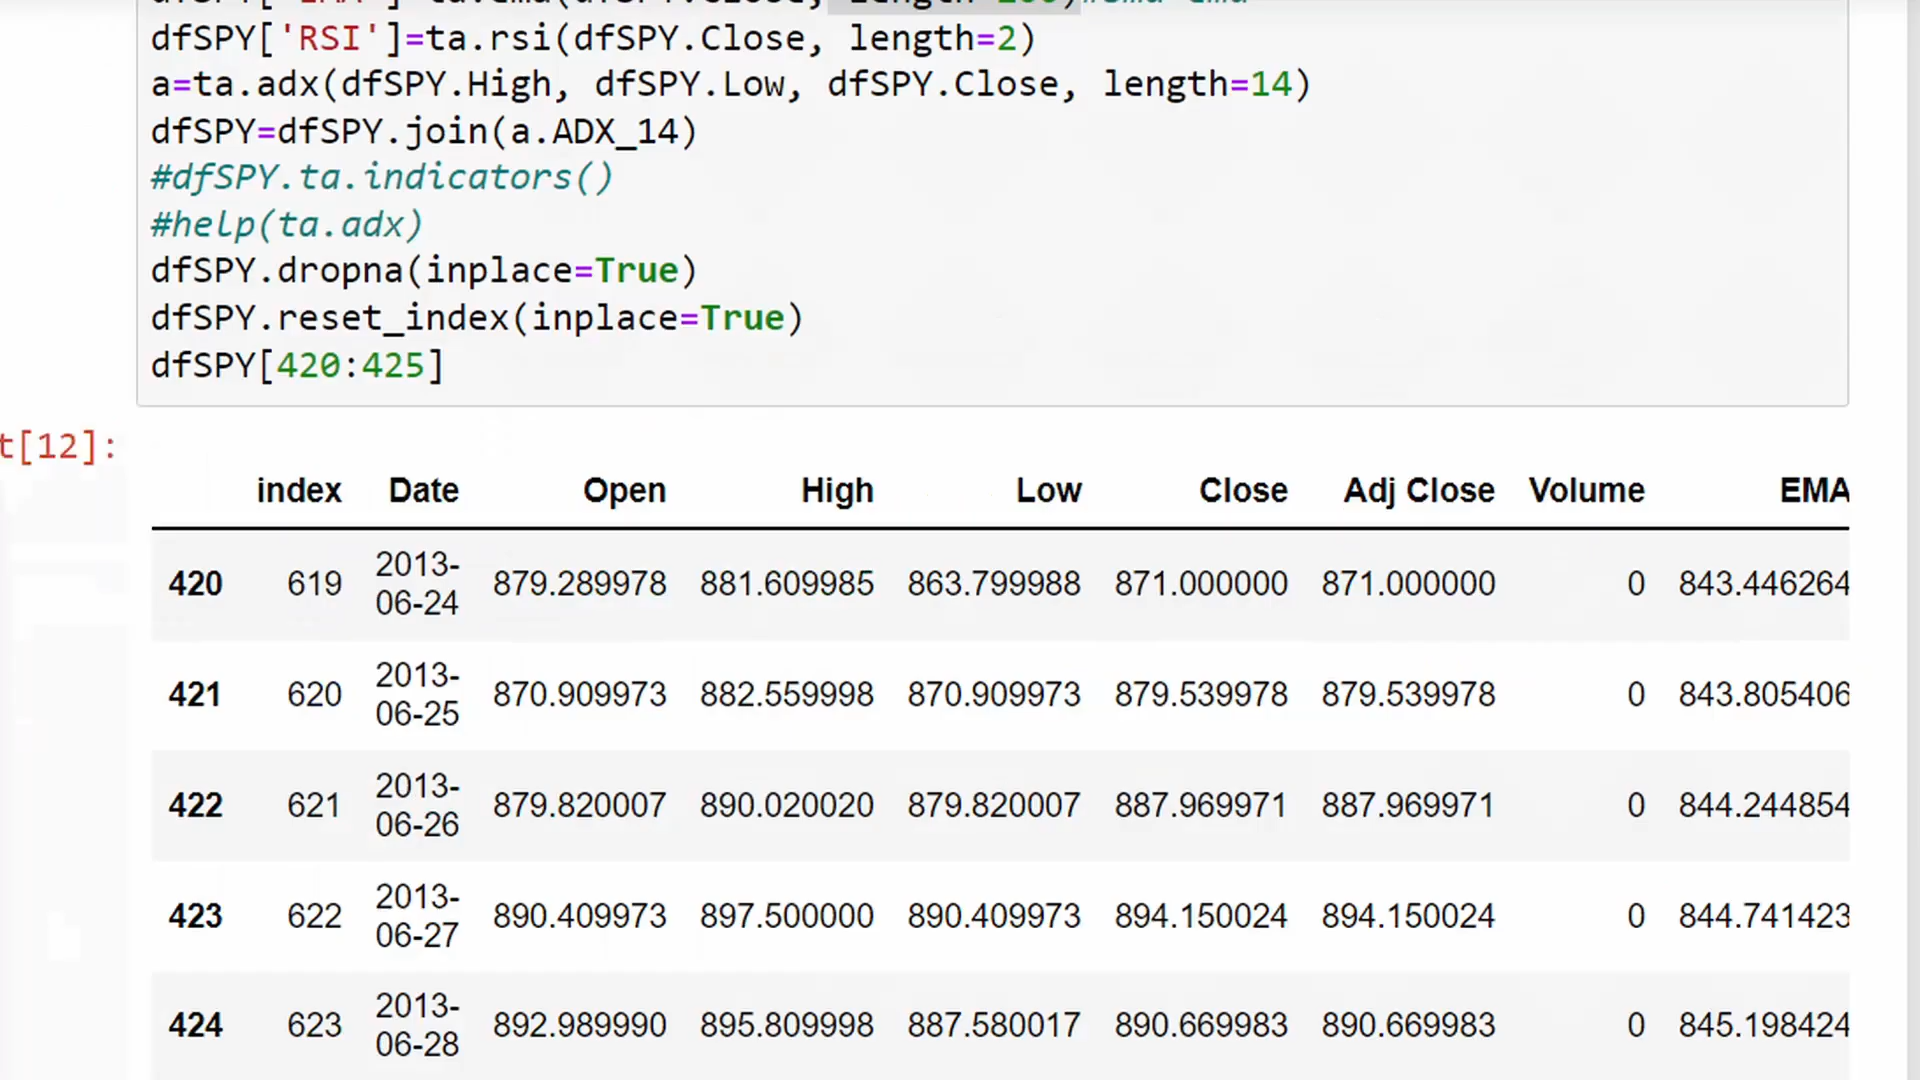 dfSPY['RSI']=ta.rsi(dfSPY.Close, length=2)
a=ta.adx(dfSPY.High, dfSPY.Low, dfSPY.Close, length=14)
dfSPY=dfSPY.join(a.ADX_14)
#dfSPY.ta.indicators()
#help(ta.adx)
dfSPY.dropna(inplace=True)
dfSPY.reset_index(inplace=True)
dfSPY[420:425]
t[12]:
index Date Open High Low Close Adj Close Volume EMA
420 619 2013-06-24 879.289978 881.609985 863.799988 871.000000 871.000000 0 843.446264
421 620 2013-06-25 870.909973 882.559998 870.909973 879.539978 879.539978 0 843.805406
422 621 2013-06-26 879.820007 890.020020 879.820007 887.969971 887.969971 0 844.244854
423 622 2013-06-27 890.409973 897.500000 890.409973 894.150024 894.150024 0 844.741423
424 623 2013-06-28 892.989990 895.809998 887.580017 890.669983 890.669983 0 845.198424